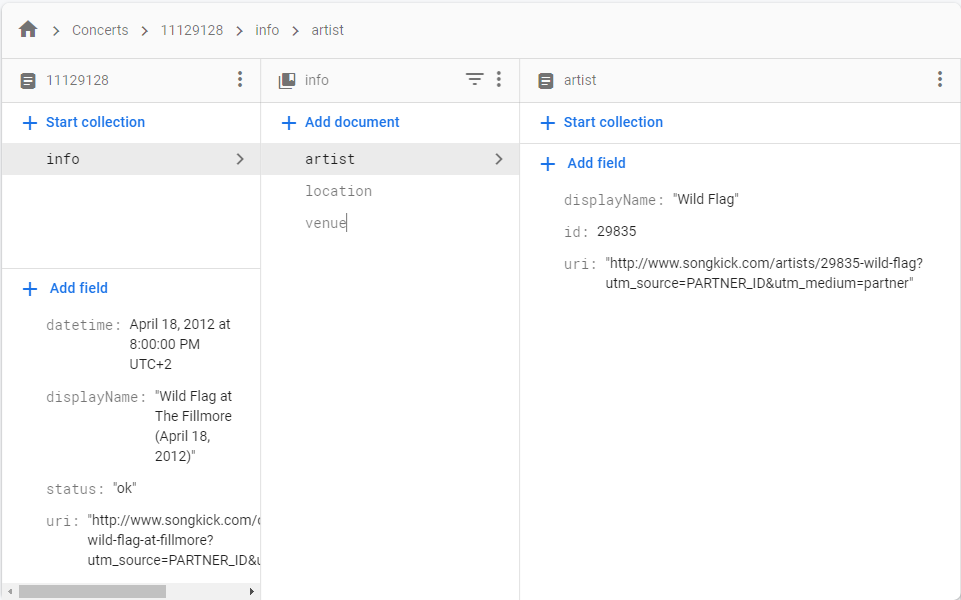 Concerts
11129128
info
artist
11129128
Start collection
info
Add field
datetime: April 18, 2012 at
8:00:00 PM
UTC+2
displayName: "Wild Flag at
The Fillmore
(April 18,
2012)"
status: "ok"
uri: "http://www.songkick.com/
wild-flag-at-fillmore?
utm_source=PARTNER_ID&
info
Add document
artist
location
venue
artist
Start collection
Add field
displayName: "Wild Flag"
id: 29835
uri: "http://www.songkick.com/artists/29835-wild-flag?
utm_source=PARTNER_ID&utm_medium=partner"